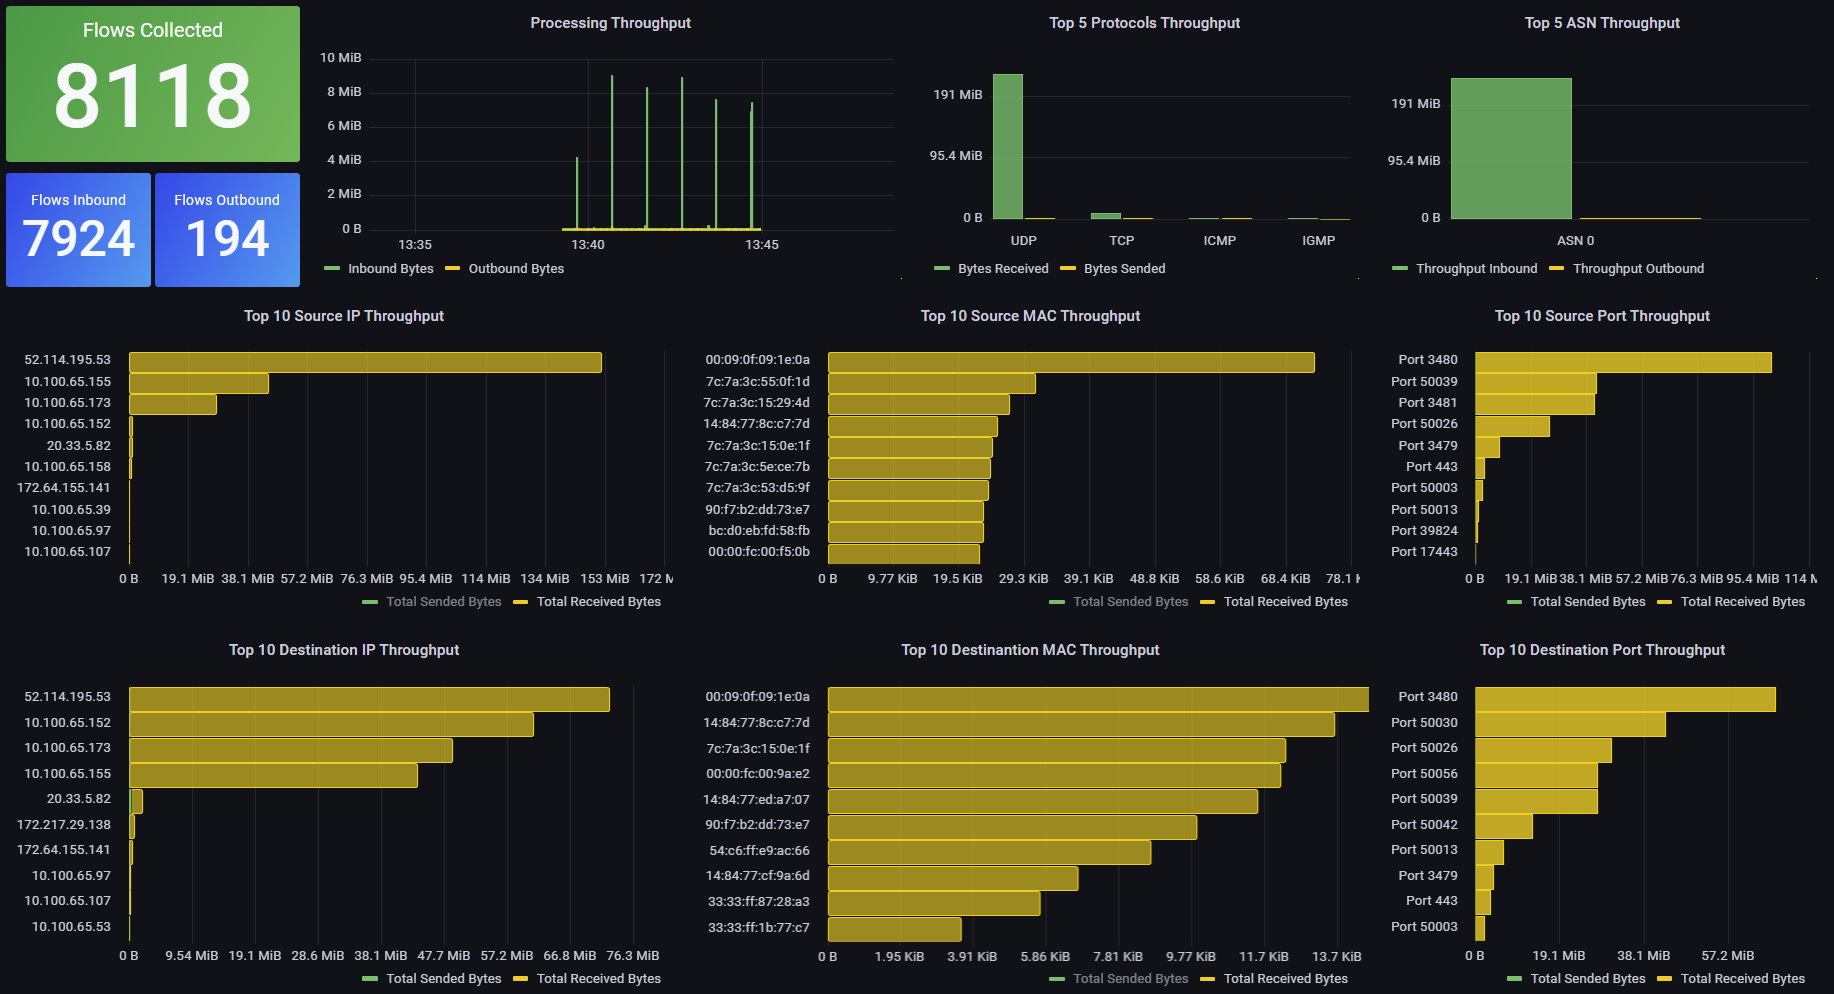 Flows Collected
8118
Flows Inbound
7924
Flows Outbound
194
Processing Throughput
10 MiB
8 MiB
6 MiB
4 MiB
2 MiB
0 B
13:35 13:40 13:45
Inbound Bytes Outbound Bytes
Top 5 Protocols Throughput
191 MiB
95.4 MiB
0 B
UDP TCP ICMP IGMP
Bytes Received Bytes Sended
Top 5 ASN Throughput
191 MiB
95.4 MiB
0 B
ASN 0
Throughput Inbound Throughput Outbound
Top 10 Source IP Throughput
52.114.195.53
10.100.65.155
10.100.65.173
10.100.65.152
20.33.5.82
10.100.65.158
172.64.155.141
10.100.65.39
10.100.65.97
10.100.65.107
0 B 19.1 MiB 38.1 MiB 57.2 MiB 76.3 MiB 95.4 MiB 114 MiB 134 MiB 153 MiB 172 M
Total Sended Bytes Total Received Bytes
Top 10 Source MAC Throughput
00:09:0f:09:1e:0a
7c:7a:3c:55:0f:1d
7c:7a:3c:15:29:4d
14:84:77:8c:c7:7d
7c:7a:3c:15:0e:1f
7c:7a:3c:5e:ce:7b
7c:7a:3c:53:d5:9f
90:f7:b2:dd:73:e7
bc:d0:eb:fd:58:fb
00:00:fc:00:f5:0b
0 B 9.77 KiB 19.5 KiB 29.3 KiB 39.1 KiB 48.8 KiB 58.6 KiB 68.4 KiB 78.1 K
Total Sended Bytes Total Received Bytes
Top 10 Source Port Throughput
Port 3480
Port 50039
Port 3481
Port 50026
Port 3479
Port 443
Port 50003
Port 50013
Port 39824
Port 17443
0 B 19.1 MiB 38.1 MiB 57.2 MiB 76.3 MiB 95.4 MiB 114 M
Total Sended Bytes Total Received Bytes
Top 10 Destination IP Throughput
52.114.195.53
10.100.65.152
10.100.65.173
10.100.65.155
20.33.5.82
172.217.29.138
172.64.155.141
10.100.65.97
10.100.65.107
10.100.65.53
0 B 9.54 MiB 19.1 MiB 28.6 MiB 38.1 MiB 47.7 MiB 57.2 MiB 66.8 MiB 76.3 MiB
Total Sended Bytes Total Received Bytes
Top 10 Destinantion MAC Throughput
00:09:0f:09:1e:0a
14:84:77:8c:c7:7d
7c:7a:3c:15:0e:1f
00:00:fc:00:9a:e2
14:84:77:ed:a7:07
90:f7:b2:dd:73:e7
54:c6:ff:e9:ac:66
14:84:77:cf:9a:6d
33:33:ff:87:28:a3
33:33:ff:1b:77:c7
0 B 1.95 KiB 3.91 KiB 5.86 KiB 7.81 KiB 9.77 KiB 11.7 KiB 13.7 KiB
Total Sended Bytes Total Received Bytes
Top 10 Destination Port Throughput
Port 3480
Port 50030
Port 50026
Port 50056
Port 50039
Port 50042
Port 50013
Port 3479
Port 443
Port 50003
0 B 19.1 MiB 38.1 MiB 57.2 MiB
Total Sended Bytes Total Received Bytes